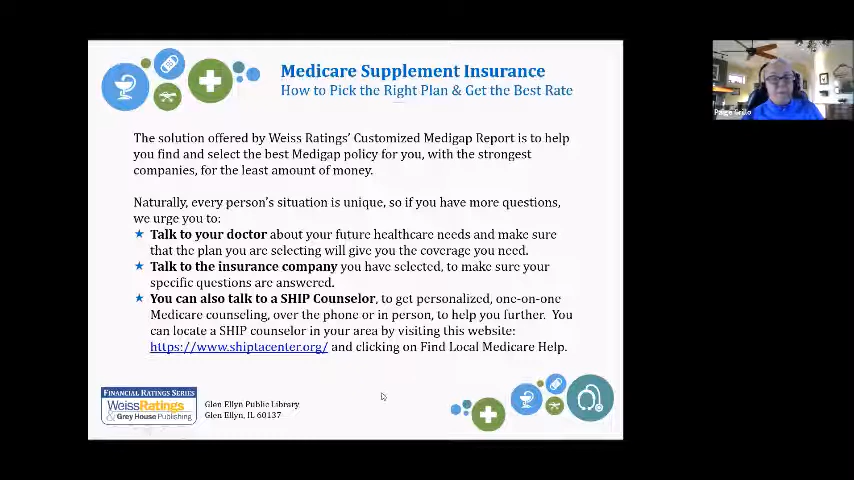 Medicare Supplement Insurance
How to Pick the Right Plan & Get the Best Rate
The solution offered by Weiss Ratings' Customized Medigap Report is to help
you find and select the best Medigap policy for you, with the strongest
companies, for the least amount of money.
Naturally, every person's situation is unique, so if you have more questions,
we urge you to:
Talk to your doctor about your future healthcare needs and make sure
that the plan you are selecting will give you the coverage you need.
Talk to the insurance company you have selected, to make sure your
specific questions are answered.
You can also talk to a SHIP Counselor, to get personalized, one-on-one
Medicare counseling, over the phone or in person, to help you further. You
can locate a SHIP counselor in your area by visiting this website:
https://www.shiptacenter.org/ and clicking on Find Local Medicare Help.
FINANCIAL RATINGS SERIES
WeissRatings
& Grey House Publishing
Glen Ellyn Public Library
Glen Ellyn, IL 60137
Paige Grillo